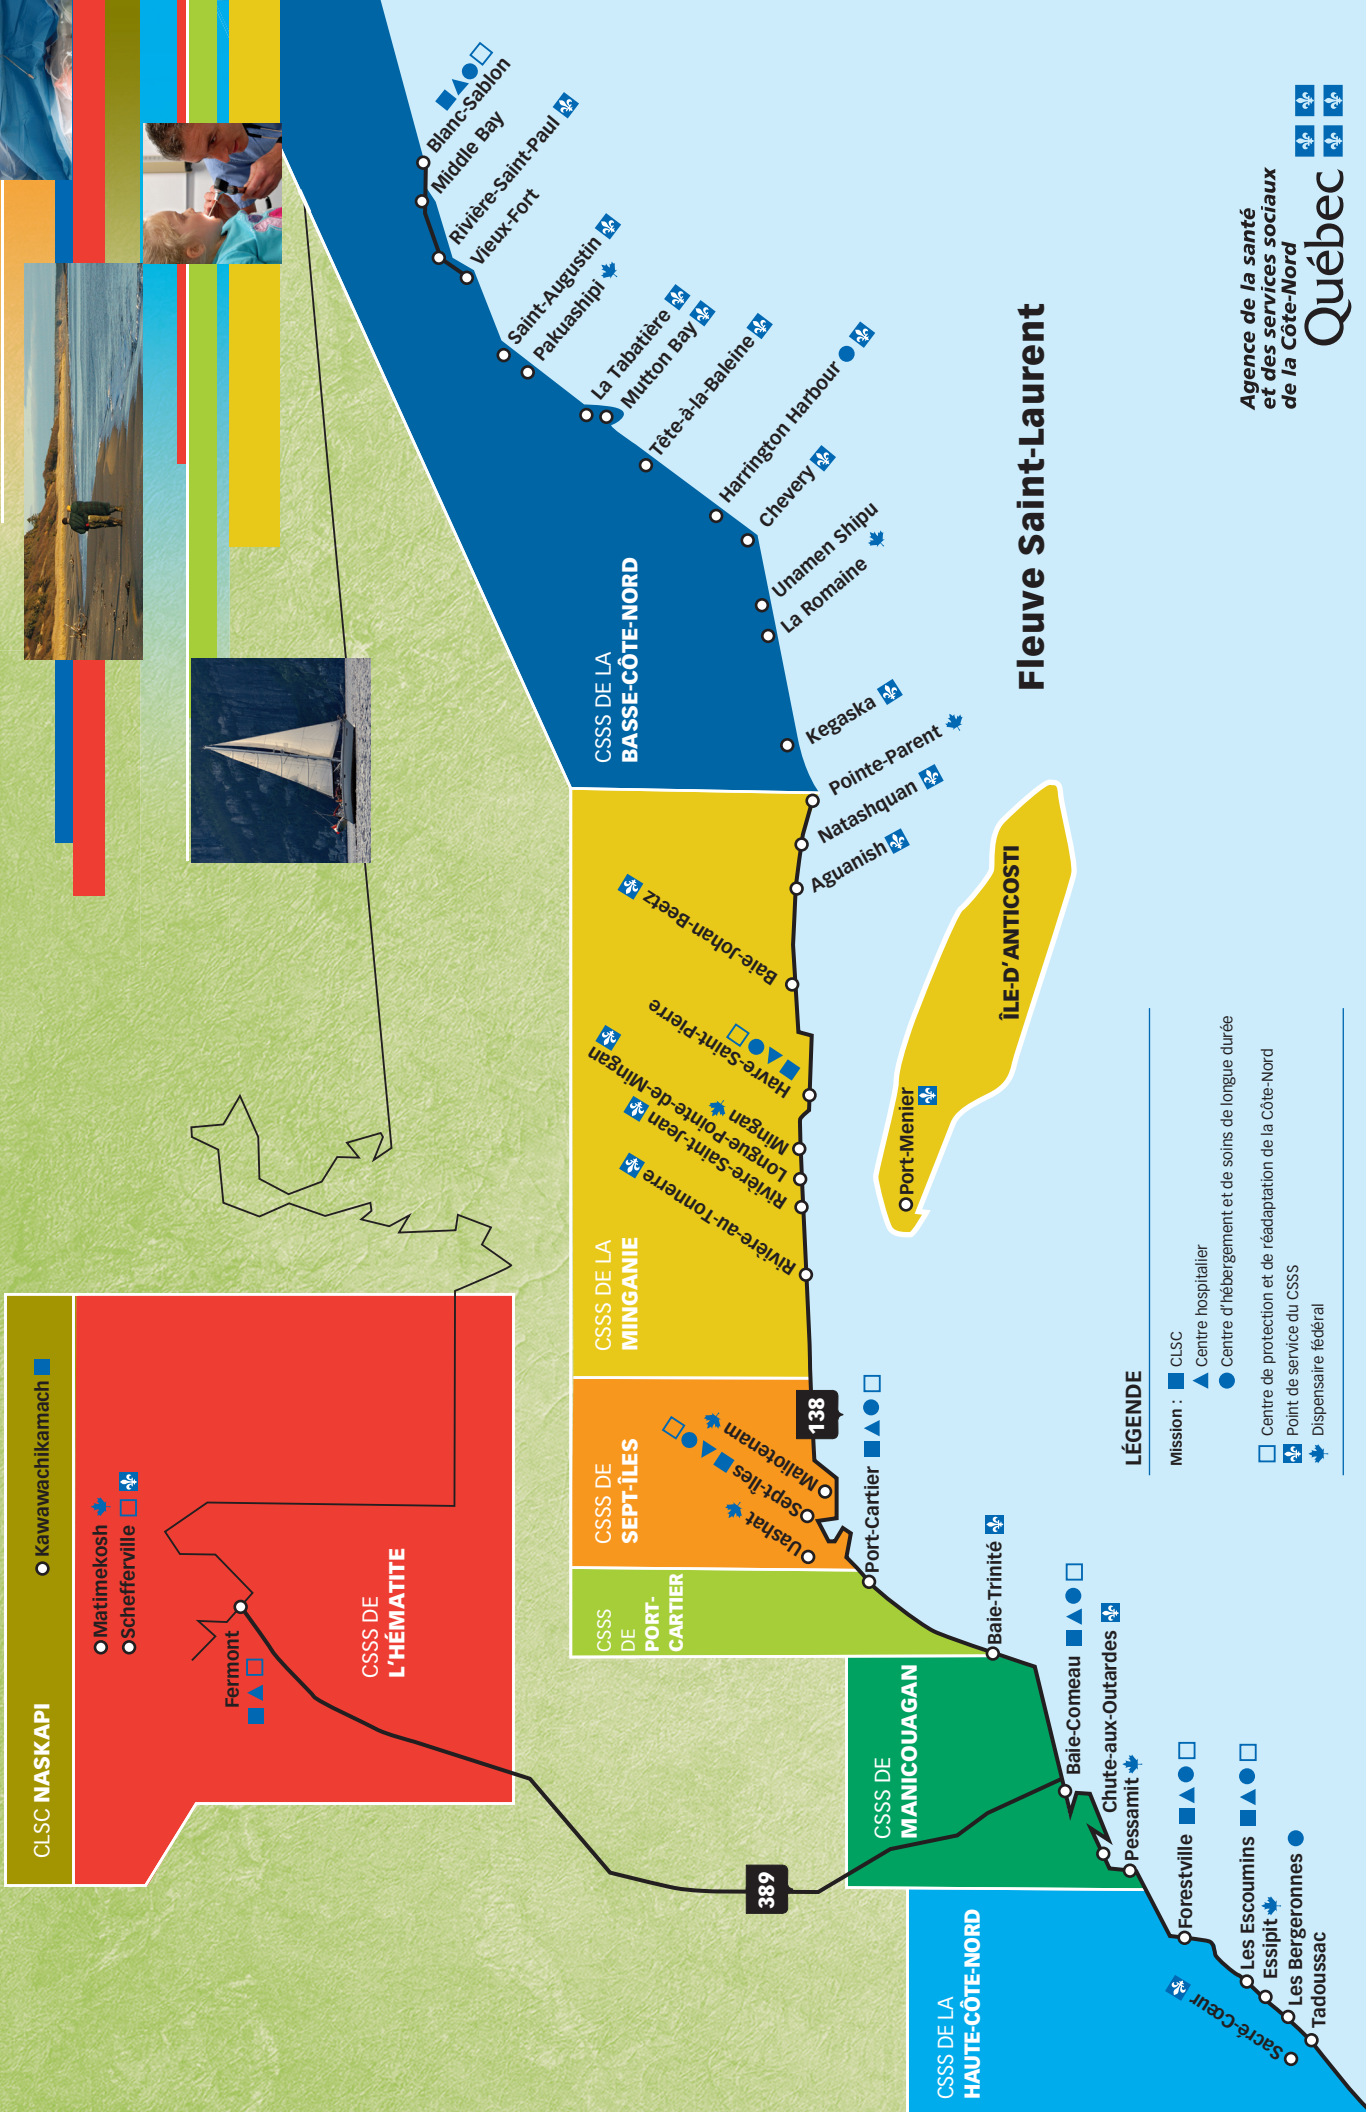 CLSC NASKAPI
Kawawachikamach
Matimekosh
Schefferville
Fermont
CSSS DE
L'HÉMATITE
389
CSSS DE LA
HAUTE-CÔTE-NORD
Sacré-Cœur
Tadoussac
Les Bergeronnes
Essipit
Les Escoumins
Forestville
CSSS DE
MANICOUAGAN
Pessamit
Chute-aux-Outardes
Baie-Comeau
Baie-Trinité
CSSS
DE
PORT-
CARTIER
Port-Cartier
CSSS DE
SEPT-ÎLES
Uashat
Sept-Îles
Maliotenam
138
CSSS DE LA
MINGANIE
Rivière-au-Tonnerre
Rivière-Saint-Jean
Longue-Pointe-de-Mingan
Mingan
Havre-Saint-Pierre
Baie-Johan-Beetz
Aguanish
Natashquan
Pointe-Parent
Port-Menier
ÎLE-D'ANTICOSTI
CSSS DE LA
BASSE-CÔTE-NORD
Kegaska
La Romaine
Unamen Shipu
Chevery
Harrington Harbour
Tête-à-la-Baleine
Mutton Bay
La Tabatière
Pakuashipi
Saint-Augustin
Vieux-Fort
Rivière-Saint-Paul
Middle Bay
Blanc-Sablon
Fleuve Saint-Laurent
LÉGENDE
Mission :
CLSC
Centre hospitalier
Centre d'hébergement et de soins de longue durée
Centre de protection et de réadaptation de la Côte-Nord
Point de service du CSSS
Dispensaire fédéral
Agence de la santé
et des services sociaux
de la Côte-Nord
Québec